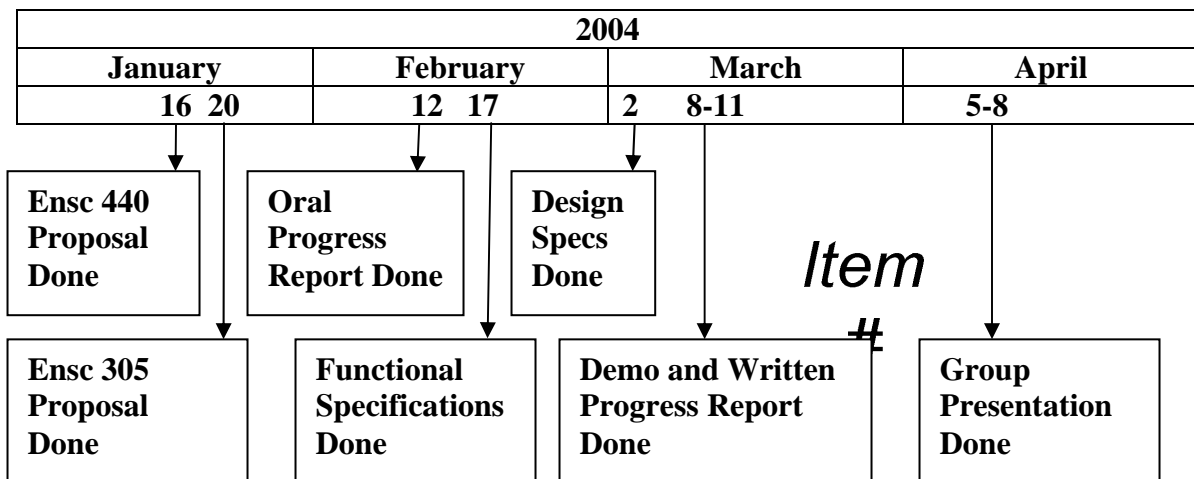 2004
January February March April
16 20 12 17 2 8-11 5-8
Ensc 440
Proposal
Done
Oral
Progress
Report Done
Design
Specs
Done
Item
#
Ensc 305
Proposal
Done
Functional
Specifications
Done
Demo and Written
Progress Report
Done
Group
Presentation
Done